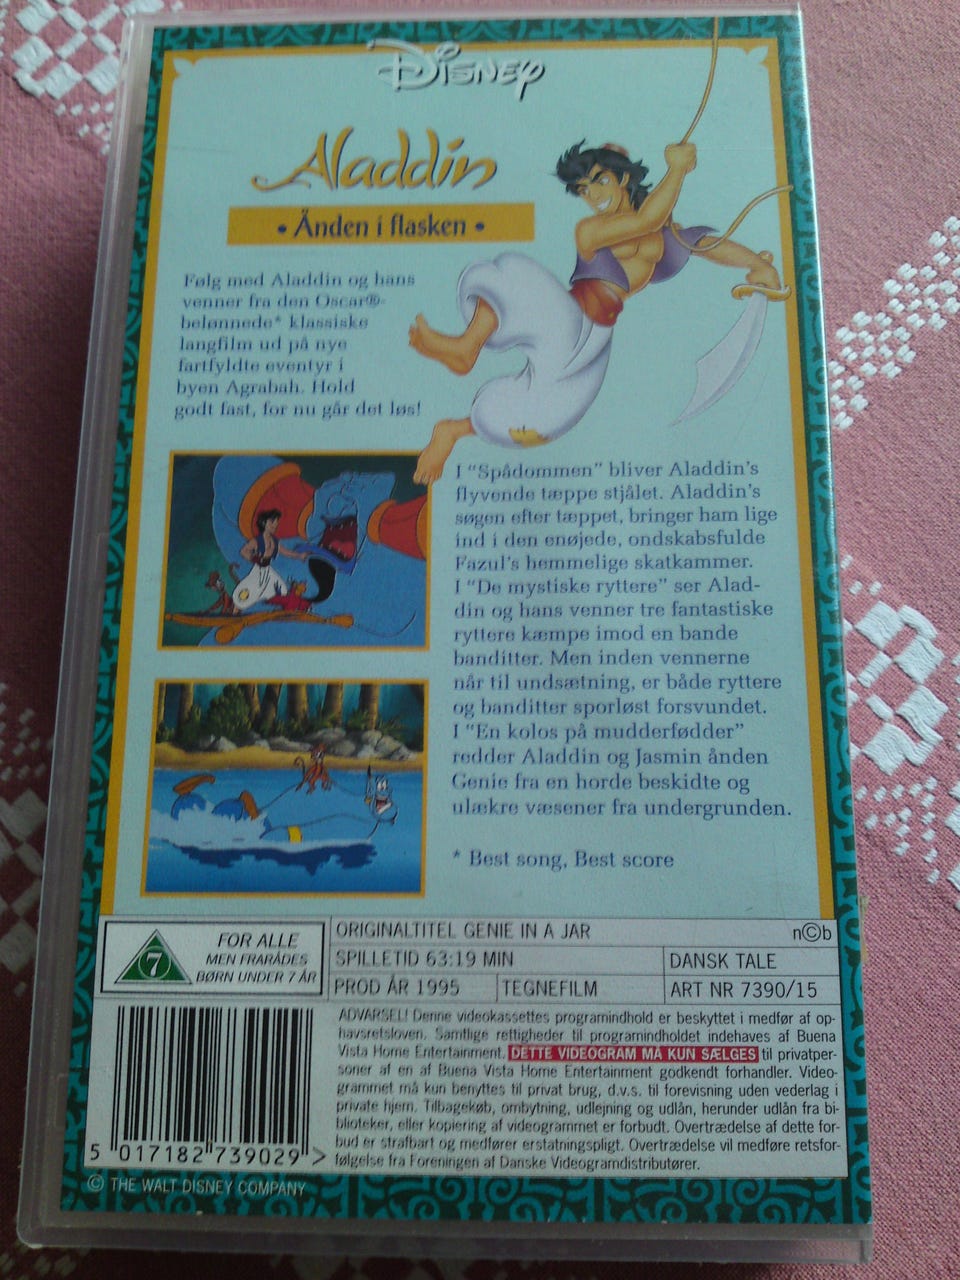 Disney
Aladdin
• Ånden i flasken •
Følg med Aladdin og hans
venner fra den Oscar®-
belønnede* klassiske
langfilm ud på nye
fartfyldte eventyr i
byen Agrabah. Hold
godt fast, for nu går det løs!
I "Spådommen" bliver Aladdin's
flyvende tæppe stjålet. Aladdin's
søgen efter tæppet, bringer ham lige
ind i den enøjede, ondskabsfulde
Fazul's hemmelige skatkammer.
I "De mystiske ryttere" ser Alad-
din og hans venner tre fantastiske
ryttere kæmpe imod en bande
banditter. Men inden vennerne
når til undsætning, er både ryttere
og banditter sporløst forsvundet.
I "En kolos på mudderfødder"
redder Aladdin og Jasmin ånden
Genie fra en horde beskidte og
ulækre væsener fra undergrunden.
* Best song, Best score
7
FOR ALLE
MEN FRARÅDES
BØRN UNDER 7 ÅR
ORIGINALTITEL GENIE IN A JAR
n©b
SPILLETID 63:19 MIN
DANSK TALE
PROD ÅR 1995
TEGNEFILM
ART NR 7390/15
ADVARSEL! Denne videokassettes programindhold er beskyttet i medfør af op-
havsretsloven. Samtlige rettigheder til programindholdet indehaves af Buena
Vista Home Entertainment. DETTE VIDEOGRAM MÅ KUN SÆLGES til privatper-
soner af en af Buena Vista Home Entertainment godkendt forhandler. Video-
grammet må kun benyttes til privat brug, d.v.s. til forevisning uden vederlag i
private hjem. Tilbagekøb, ombytning, udlejning og udlån, herunder udlån fra bi-
blioteker, eller kopiering af videogrammet er forbudt. Overtrædelse af dette for-
bud er strafbart og medfører erstatningspligt. Overtrædelse vil medføre retsfor-
følgelse fra Foreningen af Danske Videogramdistributører.
5 017182 739029 >
© THE WALT DISNEY COMPANY